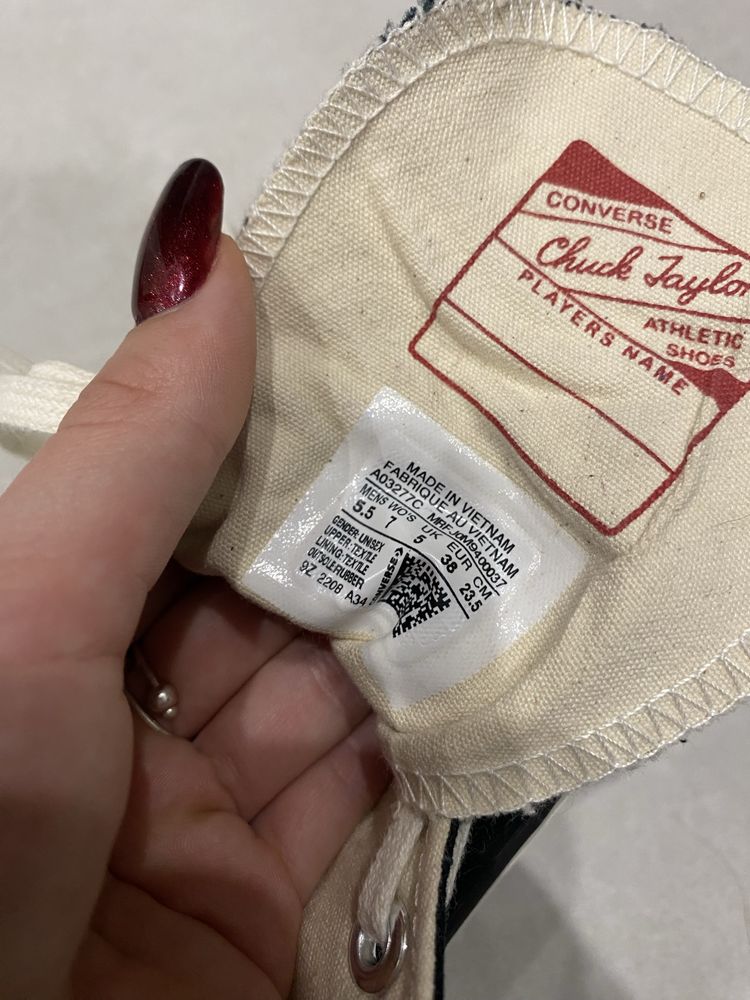 CONVERSE
Chuck Taylor
ATHLETIC
SHOES
PLAYERS NAME
MADE IN VIETNAM
FABRIQUE AU VIETNAM
A03277C
MENS WO'S UK EUR CM
5.5 7 5 38 23.5
GENDER:UNISEX
UPPER:TEXTILE
LINING:TEXTILE
OUTSOLE:RUBBER
9Z 2208 A34